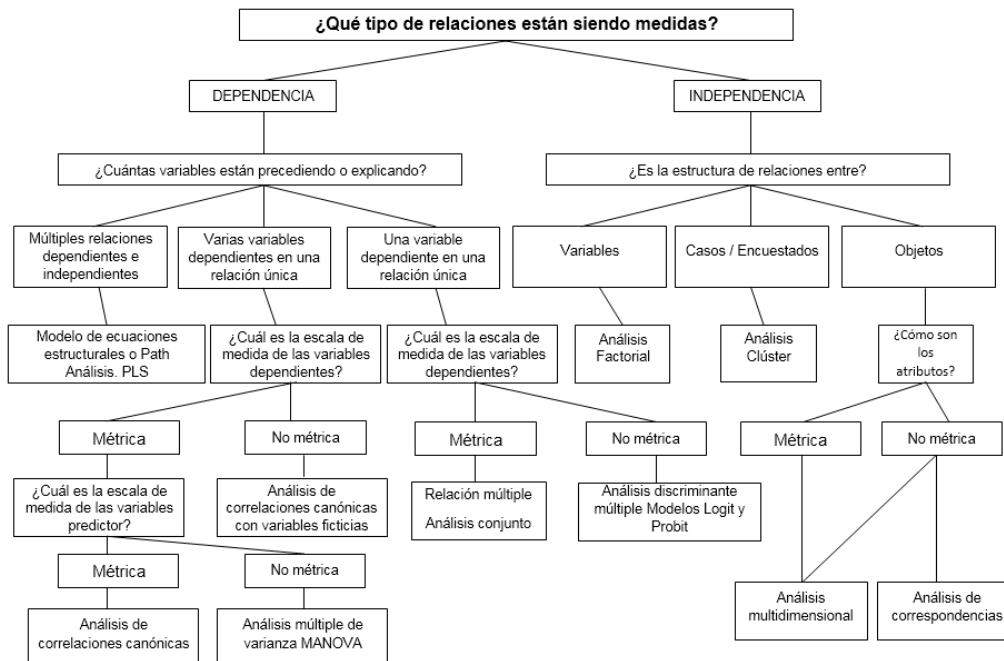 ¿Qué tipo de relaciones están siendo medidas?
DEPENDENCIA
INDEPENDENCIA
¿Cuántas variables están precediendo o explicando?
¿Es la estructura de relaciones entre?
Múltiples relaciones
dependientes e
independientes
Varias variables
dependientes en una
relación única
Una variable
dependiente en una
relación única
Variables
Casos / Encuestados
Objetos
Modelo de ecuaciones
estructurales o Path
Análisis. PLS
¿Cuál es la escala de
medida de las variables
dependientes?
¿Cuál es la escala de
medida de las variables
dependientes?
Análisis
Factorial
Análisis
Clúster
¿Cómo son
los
atributos?
Métrica
No métrica
Métrica
No métrica
Métrica
No métrica
¿Cuál es la escala de
medida de las variables
predictor?
Análisis de
correlaciones canónicas
con variables ficticias
Relación múltiple
Análisis conjunto
Análisis discriminante
múltiple Modelos Logit y
Probit
Métrica
No métrica
Análisis
multidimensional
Análisis de
correspondencias
Análisis de
correlaciones canónicas
Análisis múltiple de
varianza MANOVA